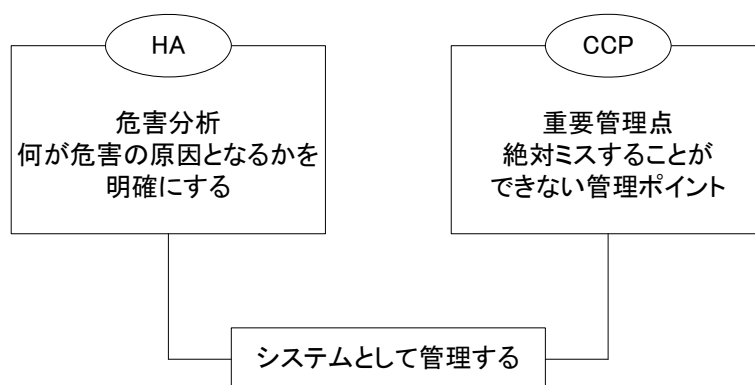 HA
危害分析
何が危害の原因となるかを
明確にする
CCP
重要管理点
絶対ミスすることが
できない管理ポイント
システムとして管理する